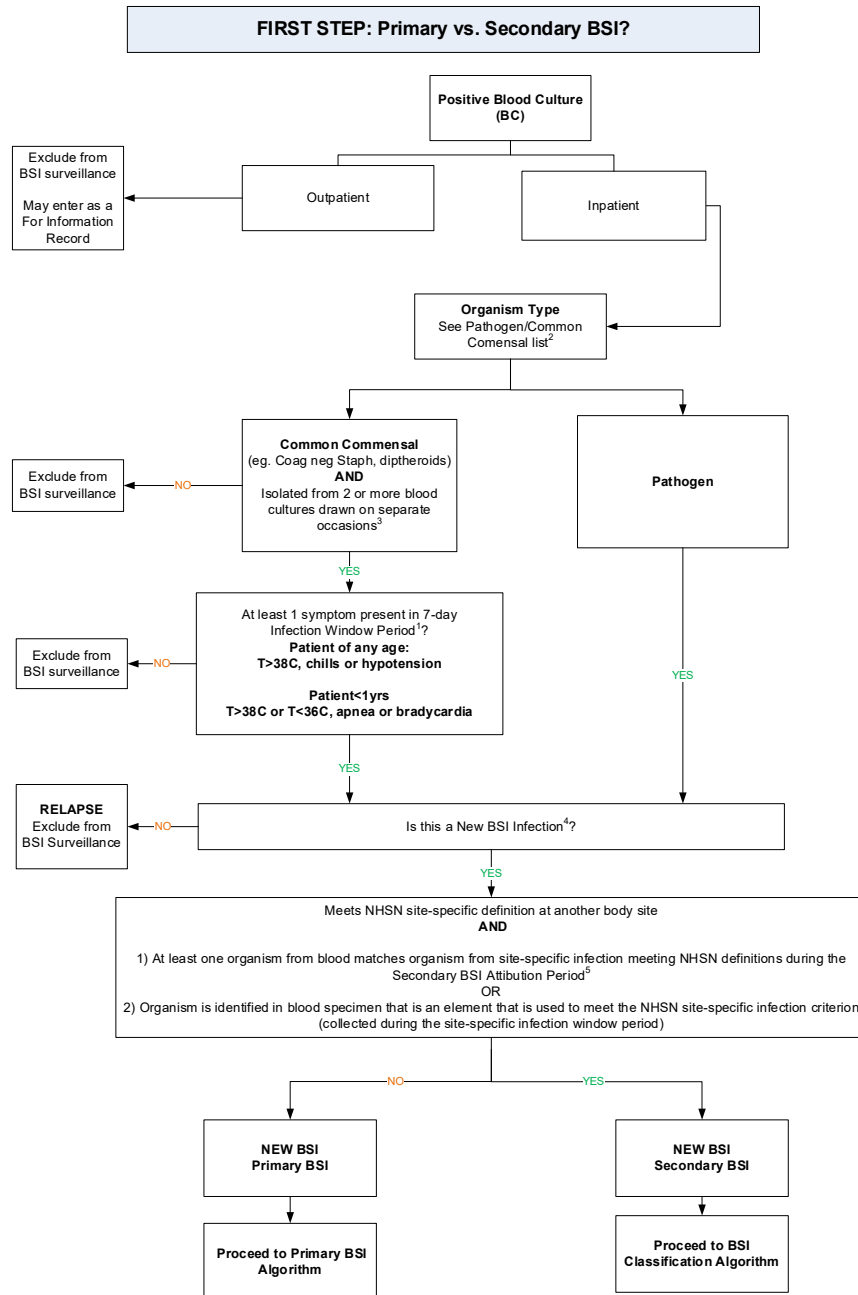 FIRST STEP: Primary vs. Secondary BSI?
Positive Blood Culture
(BC)
Exclude from
BSI surveillance
May enter as a
For Information
Record
Outpatient
Inpatient
Organism Type
See Pathogen/Common
Comensal list2
Common Commensal
(eg. Coag neg Staph, diptheroids)
AND
Isolated from 2 or more blood
cultures drawn on separate
occasions3
Pathogen
Exclude from
BSI surveillance
NO
YES
At least 1 symptom present in 7-day
Infection Window Period1?
Patient of any age:
T>38C, chills or hypotension
Patient<1yrs
T>38C or T<36C, apnea or bradycardia
Exclude from
BSI surveillance
NO
YES
YES
RELAPSE
Exclude from
BSI Surveillance
NO
Is this a New BSI Infection4?
YES
Meets NHSN site-specific definition at another body site
AND
1) At least one organism from blood matches organism from site-specific infection meeting NHSN definitions during the
Secondary BSI Attibution Period5
OR
2) Organism is identified in blood specimen that is an element that is used to meet the NHSN site-specific infection criterion
(collected during the site-specific infection window period)
NO
YES
NEW BSI
Primary BSI
NEW BSI
Secondary BSI
Proceed to Primary BSI
Algorithm
Proceed to BSI
Classification Algorithm